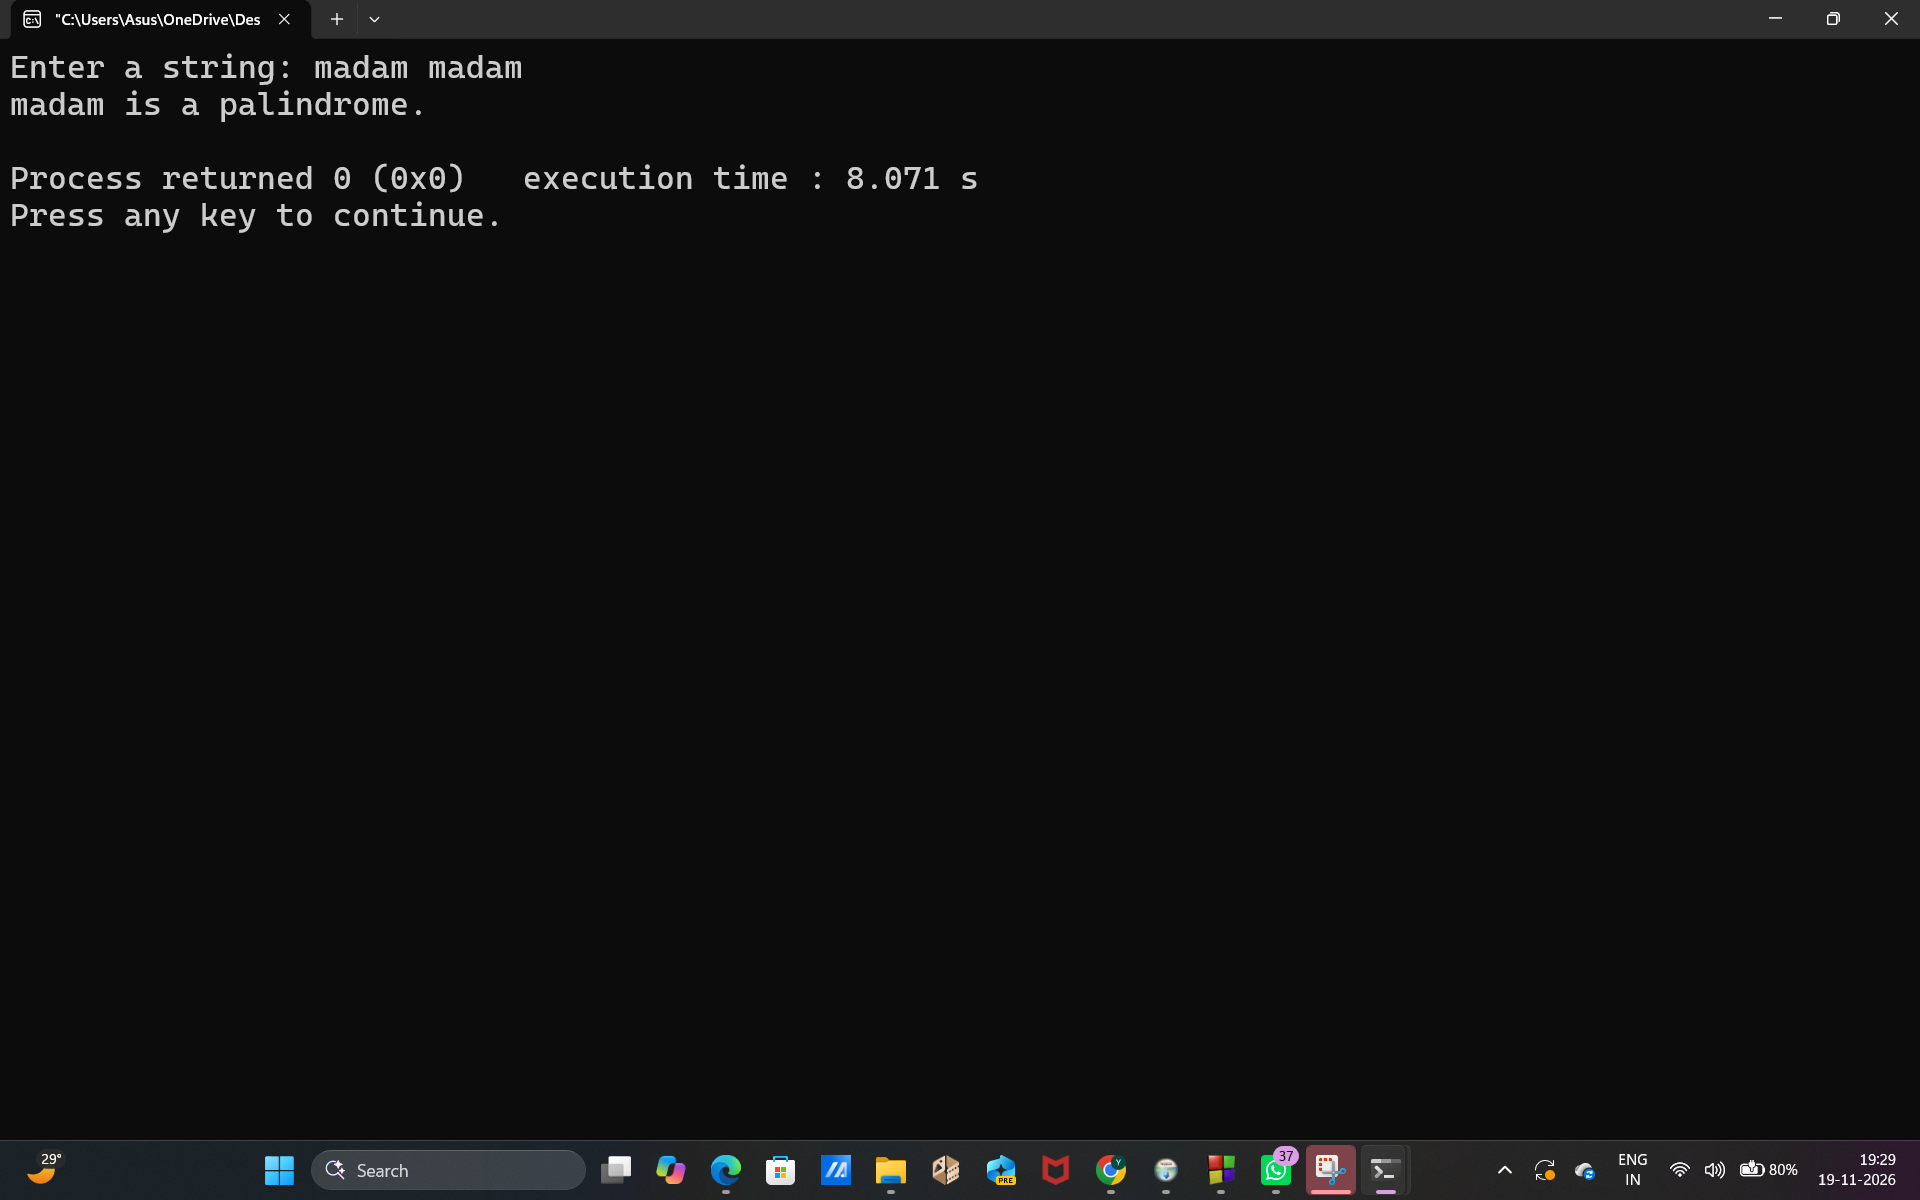 "C:\Users\Asus\OneDrive\Des
Enter a string: madam madam
madam is a palindrome.
Process returned 0 (0x0)   execution time : 8.071 s
Press any key to continue.
29°
Search
PRE
Y
37
ENG
IN
80%
19:29
19-11-2026